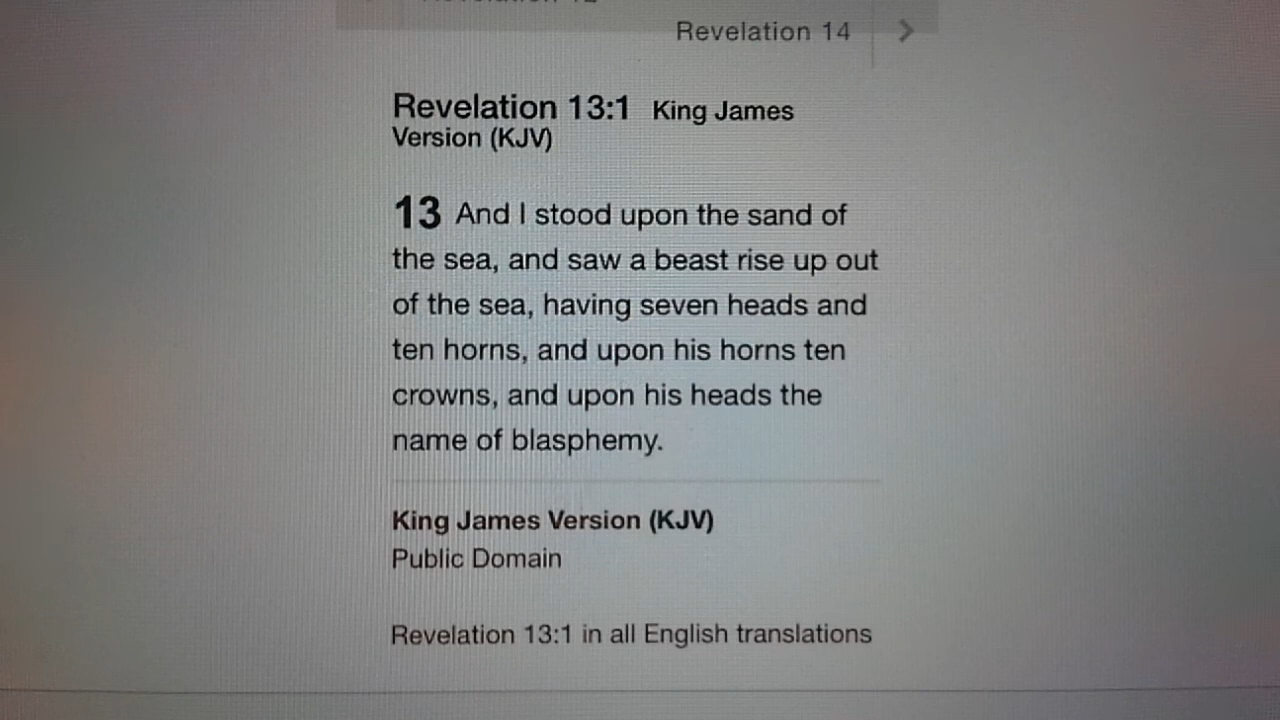 Revelation 14
Revelation 13:1 King James
Version (KJV)
13 And I stood upon the sand of
the sea, and saw a beast rise up out
of the sea, having seven heads and
ten horns, and upon his horns ten
crowns, and upon his heads the
name of blasphemy.
King James Version (KJV)
Public Domain
Revelation 13:1 in all English translations